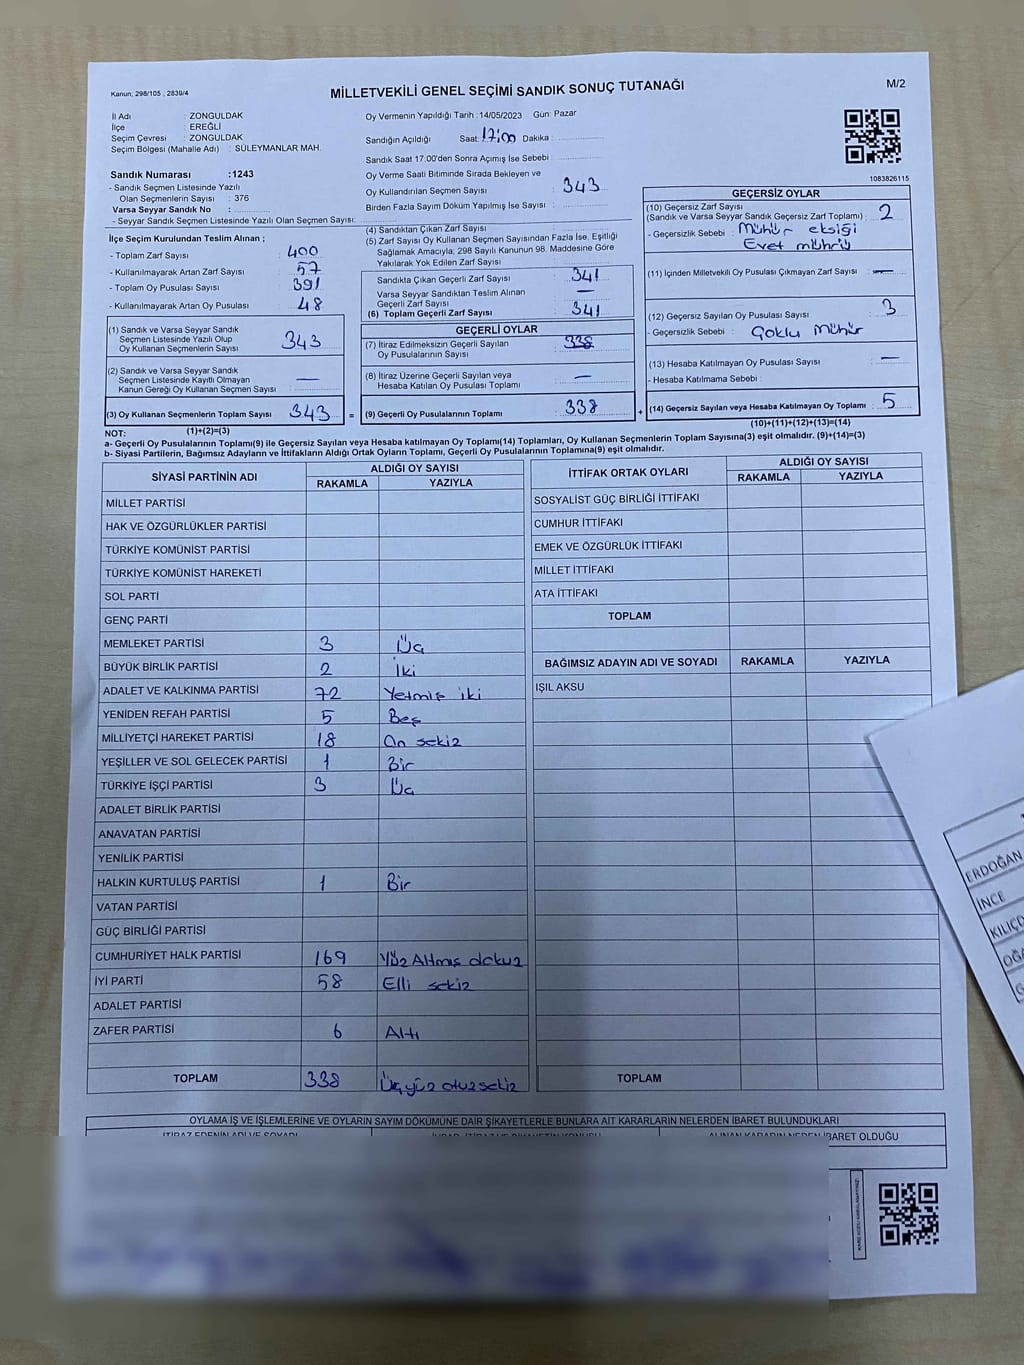 Kanun, 298/105 , 2839/4
MİLLETVEKİLİ GENEL SEÇİMİ SANDIK SONUÇ TUTANAĞI
M/2
İl Adı : ZONGULDAK
İlçe : EREĞLİ
Seçim Çevresi : ZONGULDAK
Seçim Bölgesi (Mahalle Adı) : SÜLEYMANLAR MAH.
Oy Vermenin Yapıldığı Tarih :14/05/2023 Gün: Pazar
Sandığın Açıldığı Saat: 17:00 Dakika :
Sandık Saat 17.00'den Sonra Açımış İse Sebebi :
Oy Verme Saati Bitiminde Sırada Bekleyen ve
Oy Kullandırılan Seçmen Sayısı 343
Birden Fazla Sayım Döküm Yapılmış İse Sayısı :
1083826115
Sandık Numarası :1243
- Sandık Seçmen Listesinde Yazılı
Olan Seçmenlerin Sayısı : 376
Varsa Seyyar Sandık No :
- Seyyar Sandık Seçmen Listesinde Yazılı Olan Seçmen Sayısı:
İlçe Seçim Kurulundan Teslim Alınan ;
- Toplam Zarf Sayısı 400
- Kullanılmayarak Artan Zarf Sayısı 57
- Toplam Oy Pusulası Sayısı 391
- Kullanılmayarak Artan Oy Pusulası 48
(1) Sandık ve Varsa Seyyar Sandık
Seçmen Listesinde Yazılı Olup
Oy Kullanan Seçmenlerin Sayısı 343
(2) Sandık ve Varsa Seyyar Sandık
Seçmen Listesinde Kayıtlı Olmayan
Kanun Gereği Oy Kullanan Seçmen Sayısı —
(3) Oy Kullanan Seçmenlerin Toplam Sayısı 343 =
(1)+(2)=(3)
(4) Sandıktan Çıkan Zarf Sayısı
(5) Zarf Sayısı Oy Kullanan Seçmen Sayısından Fazla İse, Eşitliği
Sağlamak Amacıyla; 298 Sayılı Kanunun 98. Maddesine Göre
Yakılarak Yok Edilen Zarf Sayısı
Sandıkta Çıkan Geçerli Zarf Sayısı 341
Varsa Seyyar Sandıktan Teslim Alınan
Geçerli Zarf Sayısı —
(6) Toplam Geçerli Zarf Sayısı 341
GEÇERLİ OYLAR
(7) İtiraz Edilmeksizin Geçerli Sayılan
Oy Pusulalarının Sayısı 338
(8) İtiraz Üzerine Geçerli Sayılan veya
Hesaba Katılan Oy Pusulası Toplamı —
(9) Geçerli Oy Pusulalarının Toplamı 338 +
GEÇERSİZ OYLAR
(10) Geçersiz Zarf Sayısı 2
(Sandık ve Varsa Seyyar Sandık Geçersiz Zarf Toplamı)
- Geçersizlik Sebebi : Mühür eksiği
Evet mührü
(11) İçinden Milletvekili Oy Pusulası Çıkmayan Zarf Sayısı : —
(12) Geçersiz Sayılan Oy Pusulası Sayısı 3
- Geçersizlik Sebebi : Çoklu Mühür
(13) Hesaba Katılmayan Oy Pusulası Sayısı —
- Hesaba Katılmama Sebebi :
(14) Geçersiz Sayılan veya Hesaba Katılmayan Oy Toplamı 5
(10)+(11)+(12)+(13)=(14)
NOT:
a- Geçerli Oy Pusulalarının Toplamı(9) ile Geçersiz Sayılan veya Hesaba katılmayan Oy Toplamı(14) Toplamları, Oy Kullanan Seçmenlerin Toplam Sayısına(3) eşit olmalıdır. (9)+(14)=(3)
b- Siyasi Partilerin, Bağımsız Adayların ve İttifakların Aldığı Ortak Oyların Toplamı, Geçerli Oy Pusulalarının Toplamına(9) eşit olmalıdır.
SİYASİ PARTİNİN ADI ALDIĞI OY SAYISI
RAKAMLA YAZIYLA
MİLLET PARTİSİ
HAK VE ÖZGÜRLÜKLER PARTİSİ
TÜRKİYE KOMÜNİST PARTİSİ
TÜRKİYE KOMÜNİST HAREKETİ
SOL PARTİ
GENÇ PARTİ
MEMLEKET PARTİSİ 3 Üç
BÜYÜK BİRLİK PARTİSİ 2 İki
ADALET VE KALKINMA PARTİSİ 72 Yetmiş iki
YENİDEN REFAH PARTİSİ 5 Beş
MİLLİYETÇİ HAREKET PARTİSİ 18 On sekiz
YEŞİLLER VE SOL GELECEK PARTİSİ 1 Bir
TÜRKİYE İŞÇİ PARTİSİ 3 Üç
ADALET BİRLİK PARTİSİ
ANAVATAN PARTİSİ
YENİLİK PARTİSİ
HALKIN KURTULUŞ PARTİSİ 1 Bir
VATAN PARTİSİ
GÜÇ BİRLİĞİ PARTİSİ
CUMHURİYET HALK PARTİSİ 169 Yüz Altmış dokuz
İYİ PARTİ 58 Elli sekiz
ADALET PARTİSİ
ZAFER PARTİSİ 6 Altı
TOPLAM 338 Üçyüz otuzsekiz
İTTİFAK ORTAK OYLARI ALDIĞI OY SAYISI
RAKAMLA YAZIYLA
SOSYALİST GÜÇ BİRLİĞİ İTTİFAKI
CUMHUR İTTİFAKI
EMEK VE ÖZGÜRLÜK İTTİFAKI
MİLLET İTTİFAKI
ATA İTTİFAKI
TOPLAM
BAĞIMSIZ ADAYIN ADI VE SOYADI RAKAMLA YAZIYLA
IŞIL AKSU
TOPLAM
ERDOĞAN
İNCE
OYLAMA İŞ VE İŞLEMLERİNE VE OYLARIN SAYIM DÖKÜMÜNE DAİR ŞİKAYETLERLE BUNLARA AİT KARARLARIN NELERDEN İBARET BULUNDUKLARI
İTİRAZ EDENİN ADI VE SOYADI
ALINAN KARARIN NEDEN İBARET OLDUĞU